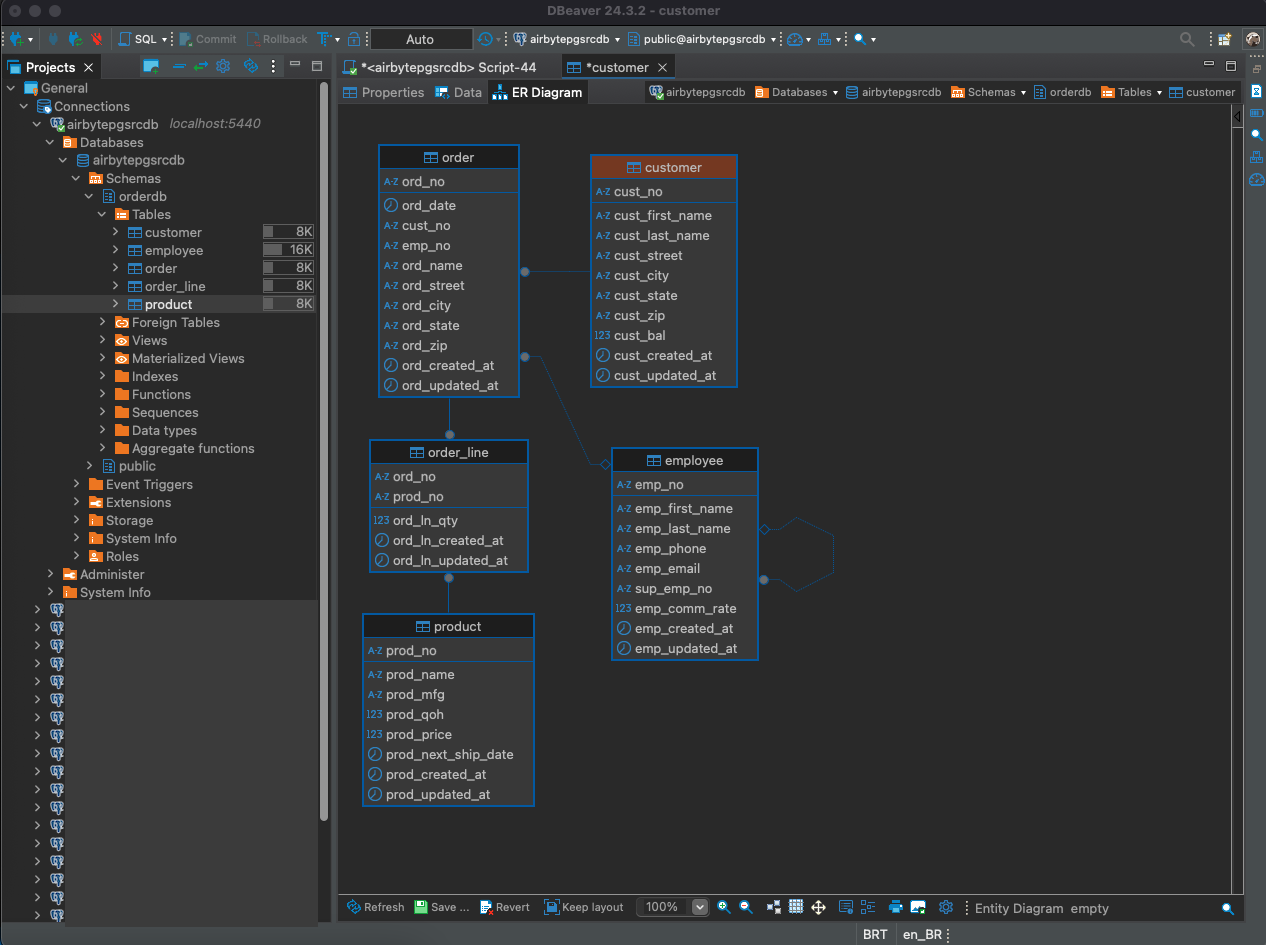 DBeaver 24.3.2 - customer
SQL Commit Rollback T Auto airbytepgsrcdb public@airbytepgsrcdb
Projects
General
Connections
airbytepgsrcdb localhost:5440
Databases
airbytepgsrcdb
Schemas
orderdb
Tables
customer 8K
employee 16K
order 8K
order_line 8K
product 8K
Foreign Tables
Views
Materialized Views
Indexes
Functions
Sequences
Data types
Aggregate functions
public
Event Triggers
Extensions
Storage
System Info
Roles
Administer
System Info
*<airbytepgsrcdb> Script-44 *customer
Properties Data ER Diagram airbytepgsrcdb Databases airbytepgsrcdb Schemas orderdb Tables customer
order
A-Z ord_no
ord_date
A-Z cust_no
A-Z emp_no
A-Z ord_name
A-Z ord_street
A-Z ord_city
A-Z ord_state
A-Z ord_zip
ord_created_at
ord_updated_at
customer
A-Z cust_no
A-Z cust_first_name
A-Z cust_last_name
A-Z cust_street
A-Z cust_city
A-Z cust_state
A-Z cust_zip
123 cust_bal
cust_created_at
cust_updated_at
order_line
A-Z ord_no
A-Z prod_no
123 ord_ln_qty
ord_ln_created_at
ord_ln_updated_at
employee
A-Z emp_no
A-Z emp_first_name
A-Z emp_last_name
A-Z emp_phone
A-Z emp_email
A-Z sup_emp_no
123 emp_comm_rate
emp_created_at
emp_updated_at
product
A-Z prod_no
A-Z prod_name
A-Z prod_mfg
123 prod_qoh
123 prod_price
prod_next_ship_date
prod_created_at
prod_updated_at
Refresh Save ... Revert Keep layout 100% Entity Diagram empty
BRT en_BR